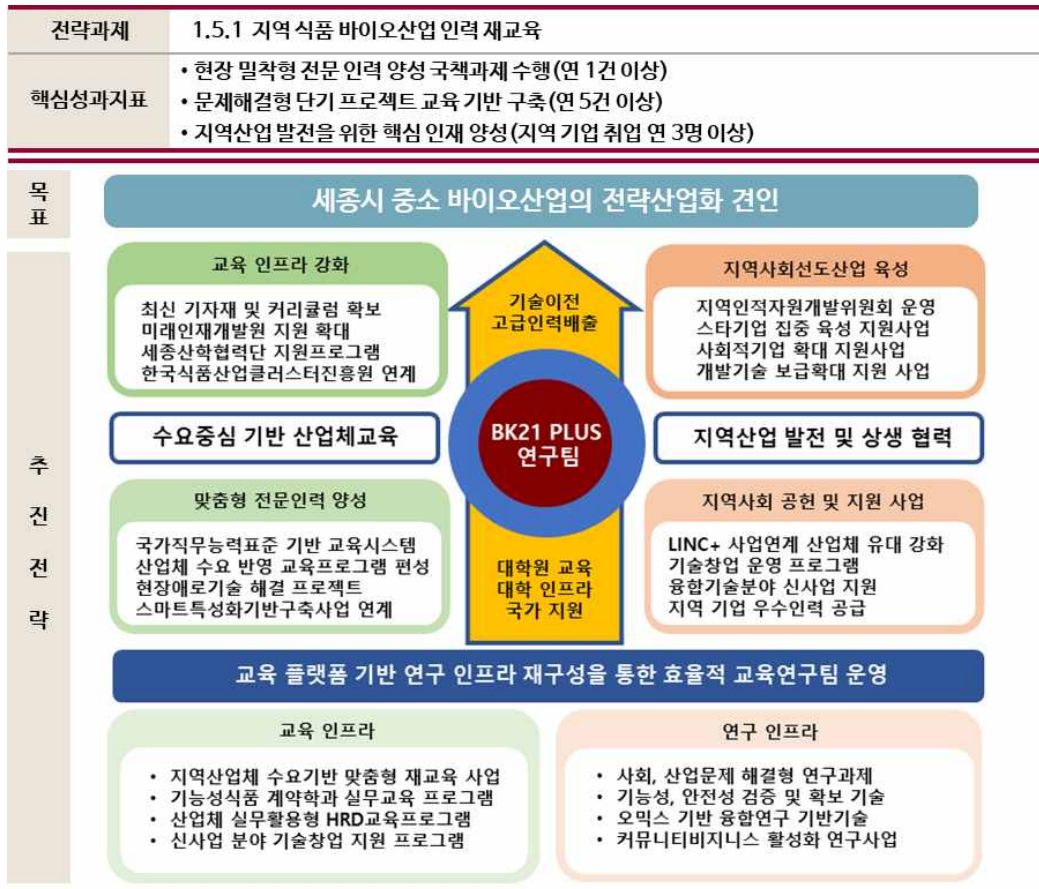 전략과제
1.5.1 지역 식품 바이오산업 인력 재교육
핵심성과지표
• 현장 밀착형 전문 인력 양성 국책과제 수행(연 1건 이상)
• 문제해결형 단기 프로젝트 교육 기반 구축(연 5건 이상)
• 지역산업 발전을 위한 핵심 인재 양성(지역 기업 취업 연 3명 이상)
목
표
세종시 중소 바이오산업의 전략산업화 견인
추
진
전
략
교육 인프라 강화
최신 기자재 및 커리큘럼 확보
미래인재개발원 지원 확대
세종산학협력단 지원프로그램
한국식품산업클러스터진흥원 연계
기술이전
고급인력배출
지역사회선도산업 육성
지역인적자원개발위원회 운영
스타기업 집중 육성 지원사업
사회적기업 확대 지원사업
개발기술 보급확대 지원 사업
수요중심 기반 산업체교육
BK21 PLUS
연구팀
지역산업 발전 및 상생 협력
맞춤형 전문인력 양성
국가직무능력표준 기반 교육시스템
산업체 수요 반영 교육프로그램 편성
현장애로기술 해결 프로젝트
스마트특성화기반구축사업 연계
대학원 교육
대학 인프라
국가 지원
지역사회 공헌 및 지원 사업
LINC+ 사업연계 산업체 유대 강화
기술창업 운영 프로그램
융합기술분야 신사업 지원
지역 기업 우수인력 공급
교육 플랫폼 기반 연구 인프라 재구성을 통한 효율적 교육연구팀 운영
교육 인프라
• 지역산업체 수요기반 맞춤형 재교육 사업
• 기능성식품 계약학과 실무교육 프로그램
• 산업체 실무활용형 HRD교육프로그램
• 신사업 분야 기술창업 지원 프로그램
연구 인프라
• 사회, 산업문제 해결형 연구과제
• 기능성, 안전성 검증 및 확보 기술
• 오믹스 기반 융합연구 기반기술
• 커뮤니티비지니스 활성화 연구사업